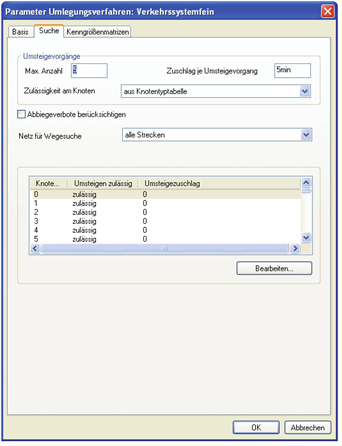 Parameter Umlegungsverfahren: Verkehrssystemfein
Basis Suche Kenngrößenmatrizen
Umsteigevorgänge
Max. Anzahl Zuschlag je Umsteigevorgang 5min
Zulässigkeit am Knoten aus Knotentyptabelle
Abbiegeverbote berücksichtigen
Netz für Wegesuche alle Strecken
Knote... Umsteigen zulässig Umsteigezuschlag
0 zulässig 0
1 zulässig 0
2 zulässig 0
3 zulässig 0
4 zulässig 0
5 zulässig 0
Bearbeiten...
OK Abbrechen